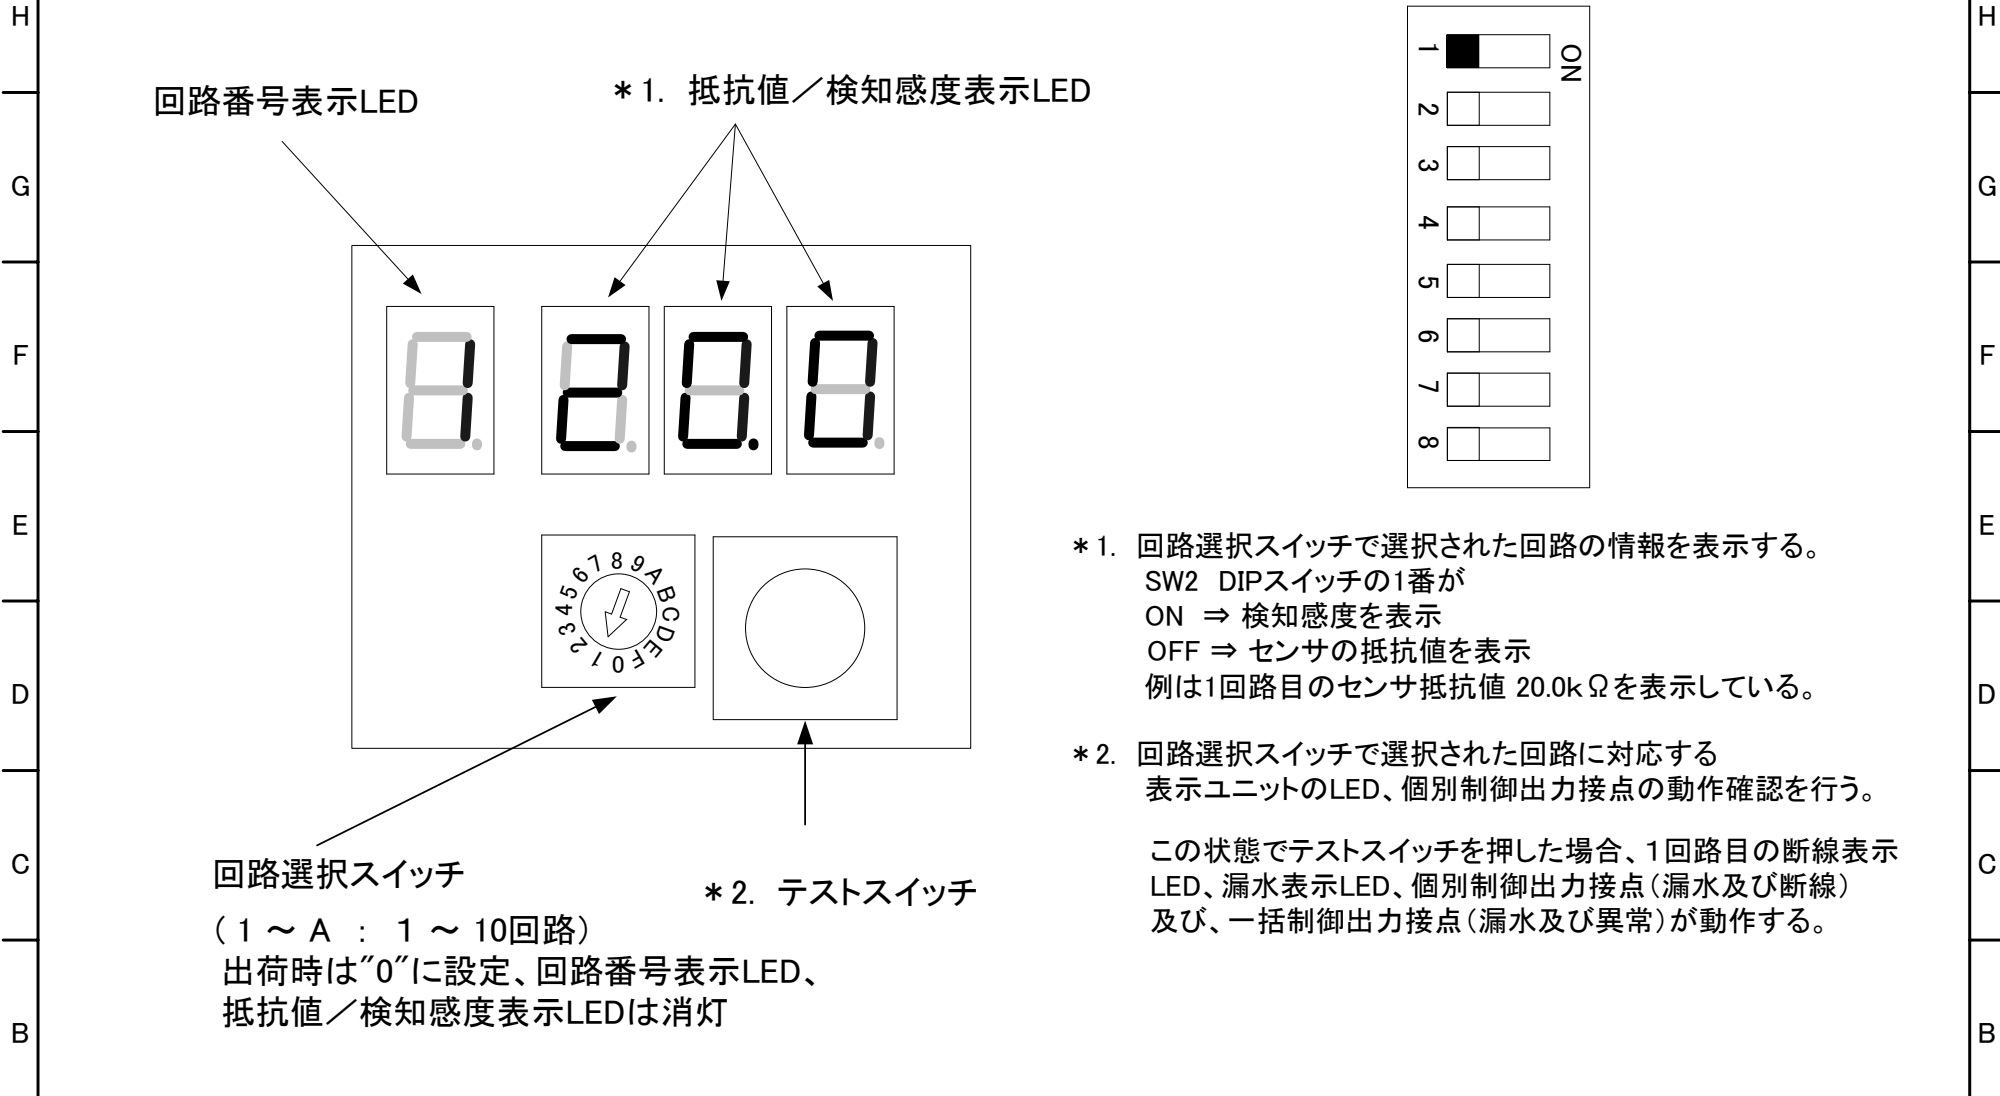 H
H
G
G
F
F
E
E
D
D
C
C
B
B
回路番号表示LED
＊1. 抵抗値／検知感度表示LED
1 2 0. 0
0 1 2 3 4 5 6 7 8 9 A B C D E F
回路選択スイッチ
（1 ～ A ： 1 ～ 10回路）
出荷時は"0"に設定、回路番号表示LED、
抵抗値／検知感度表示LEDは消灯
＊2. テストスイッチ
ON
1
2
3
4
5
6
7
8
＊1. 回路選択スイッチで選択された回路の情報を表示する。
SW2 DIPスイッチの1番が
ON ⇒ 検知感度を表示
OFF ⇒ センサの抵抗値を表示
例は1回路目のセンサ抵抗値 20.0kΩを表示している。
＊2. 回路選択スイッチで選択された回路に対応する
表示ユニットのLED、個別制御出力接点の動作確認を行う。
この状態でテストスイッチを押した場合、1回路目の断線表示
LED、漏水表示LED、個別制御出力接点（漏水及び断線）
及び、一括制御出力接点（漏水及び異常）が動作する。